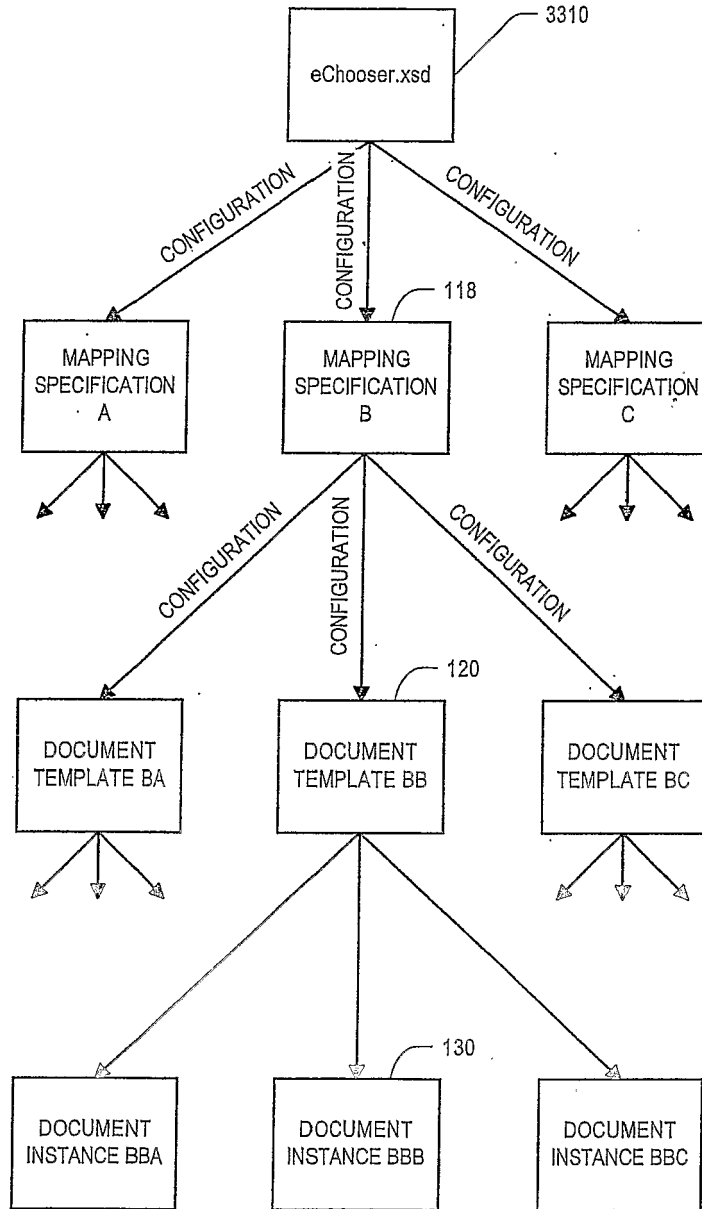 3310
eChooser.xsd
CONFIGURATION
CONFIGURATION
CONFIGURATION
118
MAPPING
SPECIFICATION
A
MAPPING
SPECIFICATION
B
MAPPING
SPECIFICATION
C
CONFIGURATION
CONFIGURATION
CONFIGURATION
120
DOCUMENT
TEMPLATE BA
DOCUMENT
TEMPLATE BB
DOCUMENT
TEMPLATE BC
130
DOCUMENT
INSTANCE BBA
DOCUMENT
INSTANCE BBB
DOCUMENT
INSTANCE BBC